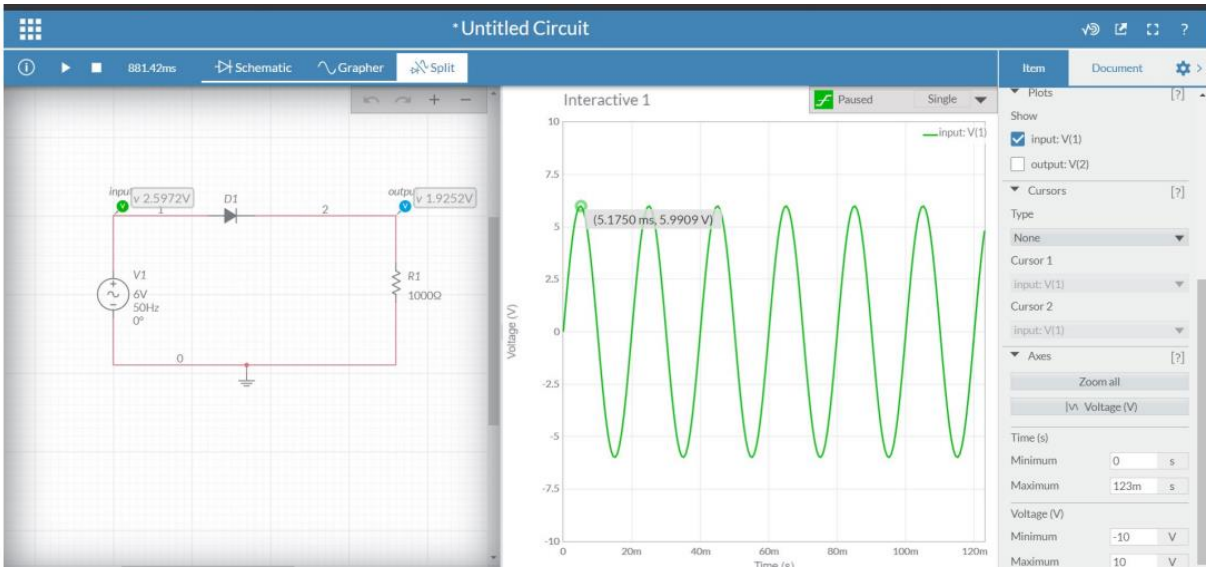 *Untitled Circuit
?
881.42ms
Schematic
Grapher
Split
Item
Document
input
v 2.5972V
1
D1
2
v 1.9252V
V1
6V
50Hz
0°
R1
1000Ω
0
Interactive 1
Paused
Single
input: V(1)
(5.1750 ms, 5.9909 V)
Voltage (V)
10
7.5
5
2.5
0
-2.5
-5
-7.5
-10
0
20m
40m
60m
80m
100m
120m
Time (s)
Plots
[?]
Show
input: V(1)
output: V(2)
Cursors
[?]
Type
None
Cursor 1
input: V(1)
Cursor 2
input: V(1)
Axes
[?]
Zoom all
Voltage (V)
Time (s)
Minimum
0
s
Maximum
123m
s
Voltage (V)
Minimum
-10
V
Maximum
10
V